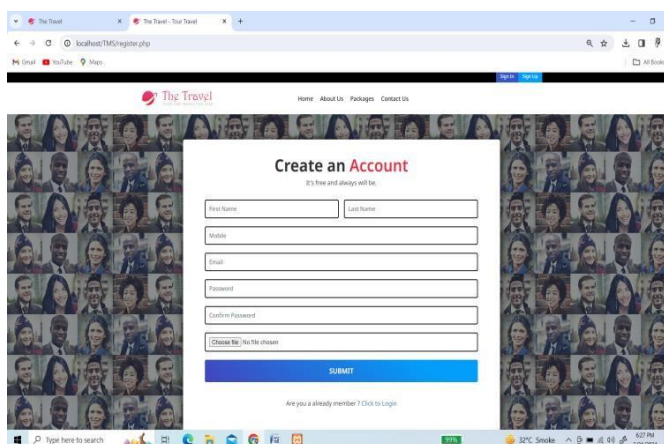 The Travel
The Travel - Tour Travel
localhost/TMS/register.php
Gmail YouTube Maps
All Book
Sign In Sign Up
The Travel
Home About Us Packages Contact Us
Create an Account
It's free and always will be.
First Name Last Name
Mobile
Email
Password
Confirm Password
Choose file No file chosen
SUBMIT
Are you a already member ? Click to Login
Type here to search
99%
32°C Smoke
6:27 PM